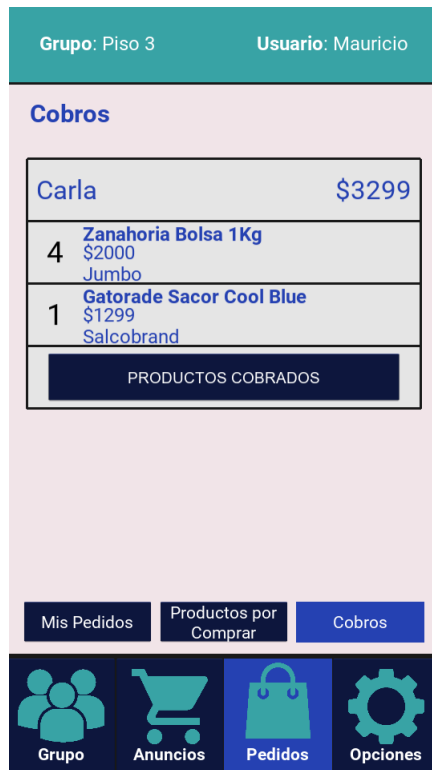 Grupo: Piso 3
Usuario: Mauricio
Cobros
Carla
$3299
4
Zanahoria Bolsa 1Kg
$2000
Jumbo
1
Gatorade Sacor Cool Blue
$1299
Salcobrand
PRODUCTOS COBRADOS
Mis Pedidos
Productos por
Comprar
Cobros
Grupo
Anuncios
Pedidos
Opciones